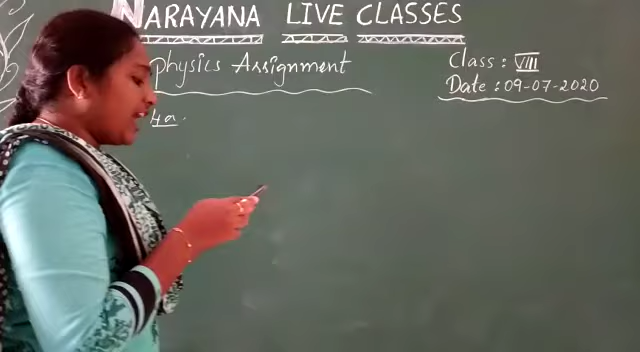 NARAYANA LIVE CLASSES
Physics Assignment
Class : VIII
Date : 09-07-2020
4a.